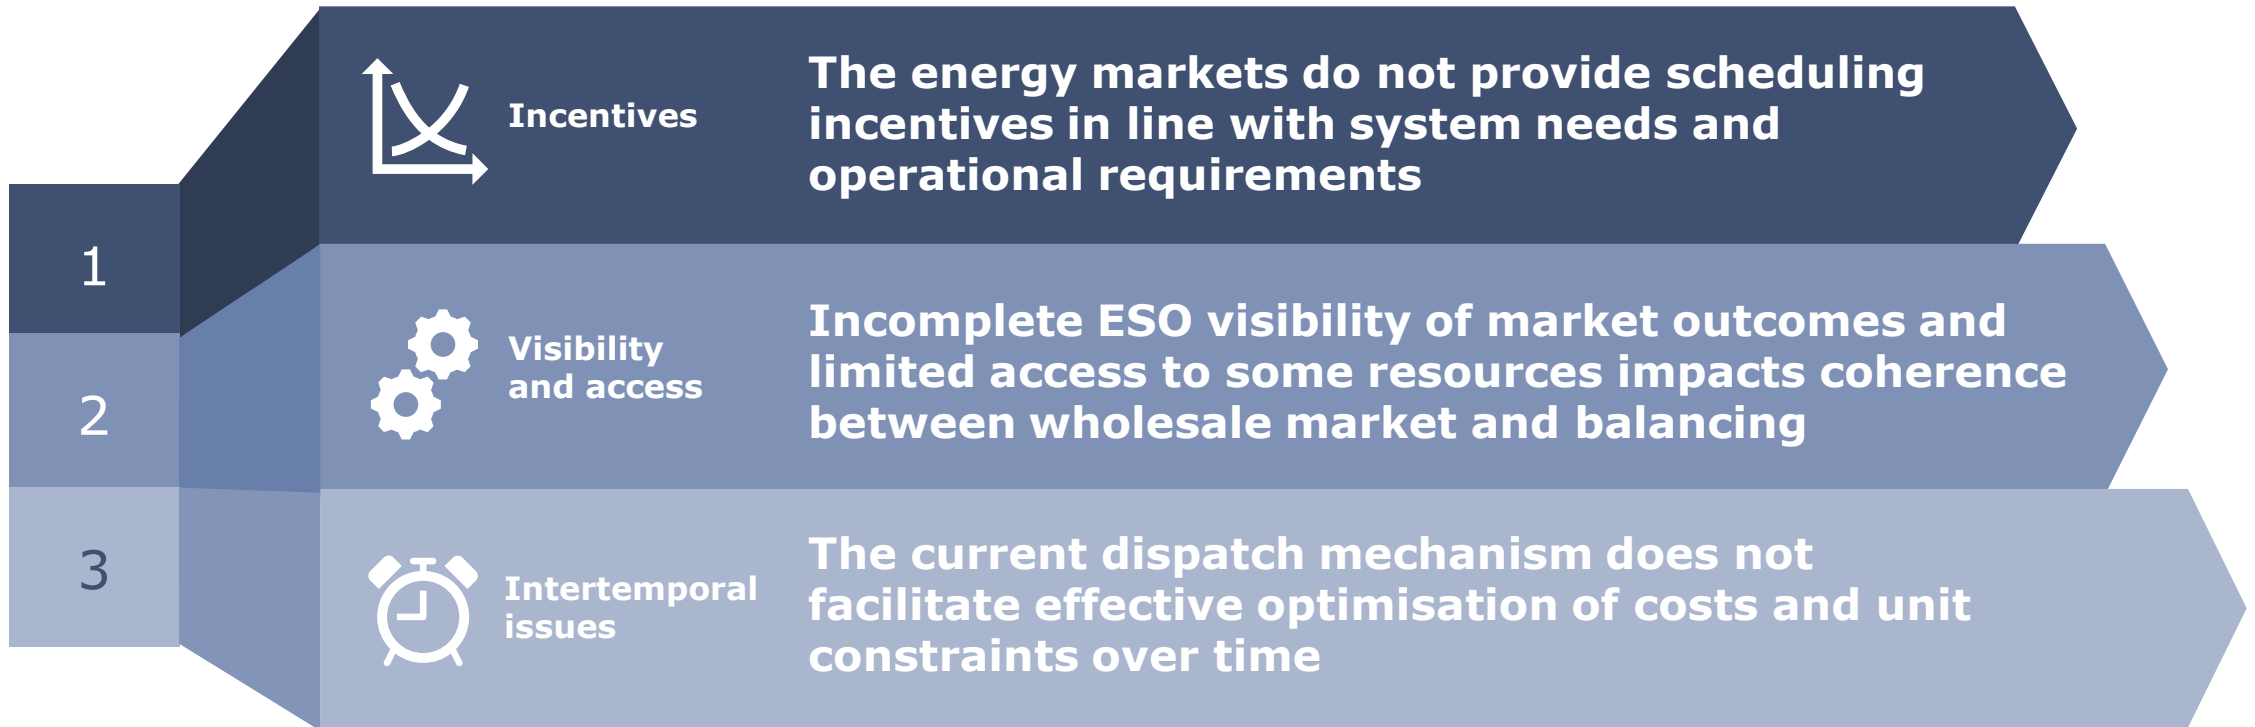 1
Incentives
The energy markets do not provide scheduling
incentives in line with system needs and
operational requirements
2
Visibility
and access
Incomplete ESO visibility of market outcomes and
limited access to some resources impacts coherence
between wholesale market and balancing
3
Intertemporal
issues
The current dispatch mechanism does not
facilitate effective optimisation of costs and unit
constraints over time